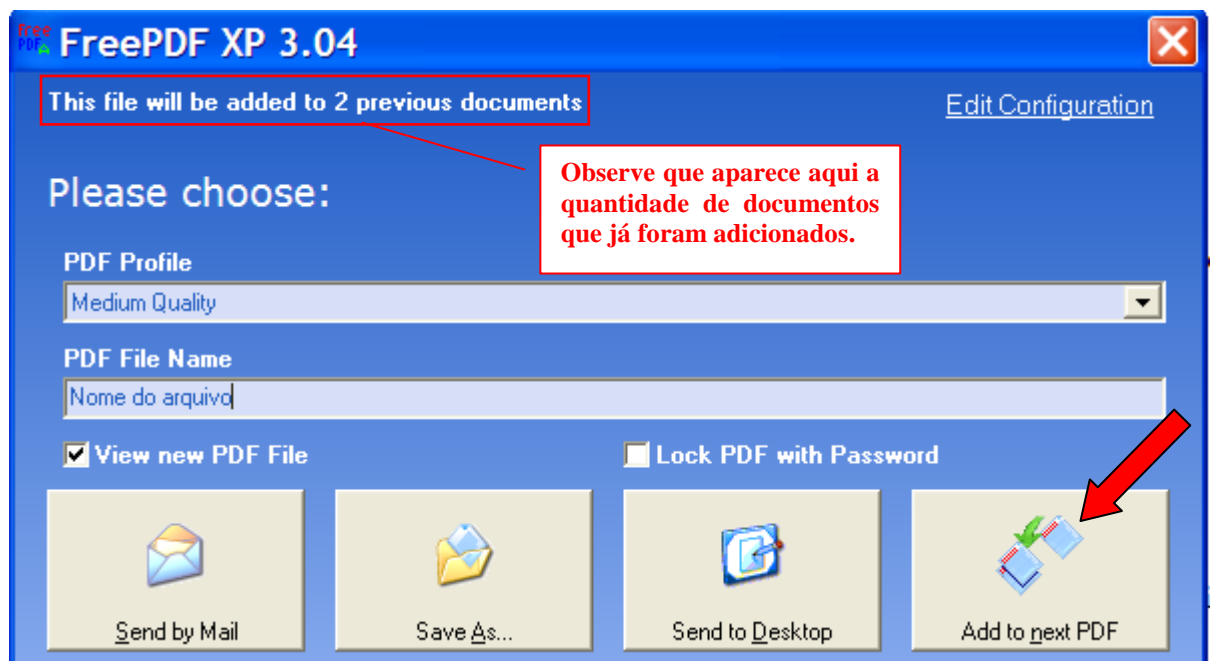 Free PDF
FreePDF XP 3.04
This file will be added to 2 previous documents
Edit Configuration
Observe que aparece aqui a
quantidade de documentos
que já foram adicionados.
Please choose:
PDF Profile
Medium Quality
PDF File Name
Nome do arquivo
View new PDF File
Lock PDF with Password
Send by Mail
Save As...
Send to Desktop
Add to next PDF